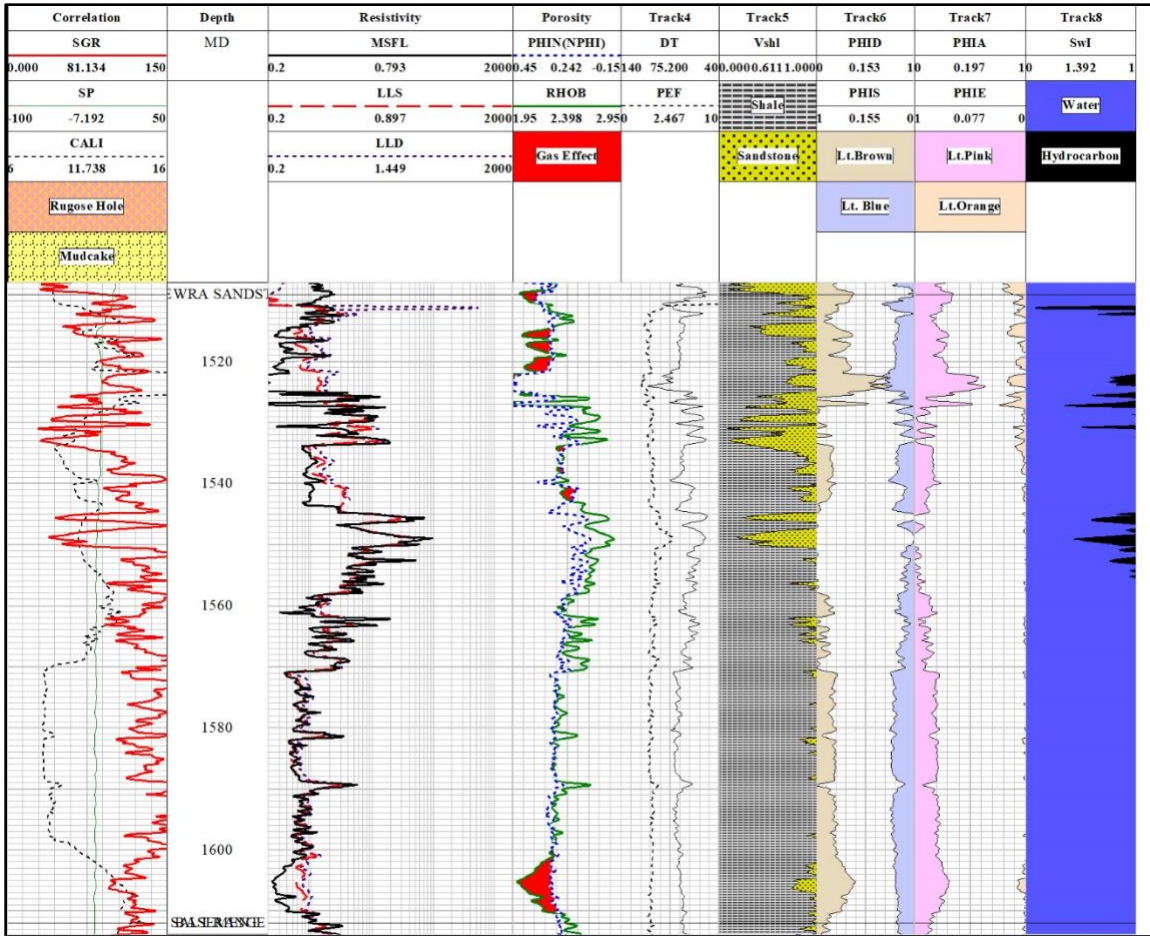 Correlation Depth Resistivity Porosity Track4 Track5 Track6 Track7 Track8
SGR MD MSFL PHIN(NPHI) DT Vshl PHID PHIA SwI
0.000 81.134 150 0.2 0.793 2000 0.45 0.242 -0.15 140 75.200 40 0.000 0.611 1.000 0 0.153 1 0 0.197 1 0 1.392 1
SP LLS RHOB PEF Shale PHIS PHIE Water
-100 -7.192 50 0.2 0.897 2000 1.95 2.398 2.95 0 2.467 10 1 0.155 0 1 0.077 0
CALI LLD Gas Effect Sandstone Lt.Brown Lt.Pink Hydrocarbon
6 11.738 16 0.2 1.449 2000
Rugose Hole Lt. Blue Lt.Orange
Mudcake
EWRA SANDST
1520
1540
1560
1580
1600